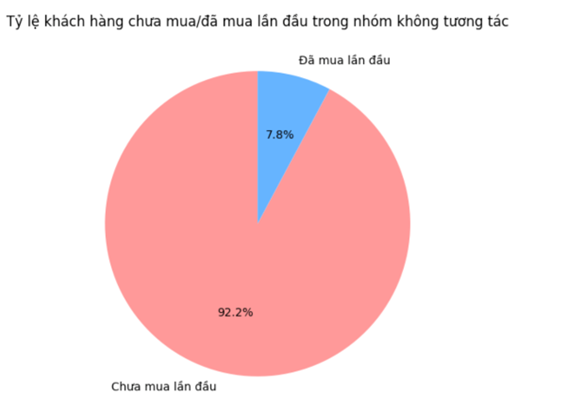 Tỷ lệ khách hàng chưa mua/đã mua lần đầu trong nhóm không tương tác
Đã mua lần đầu
7.8%
92.2%
Chưa mua lần đầu